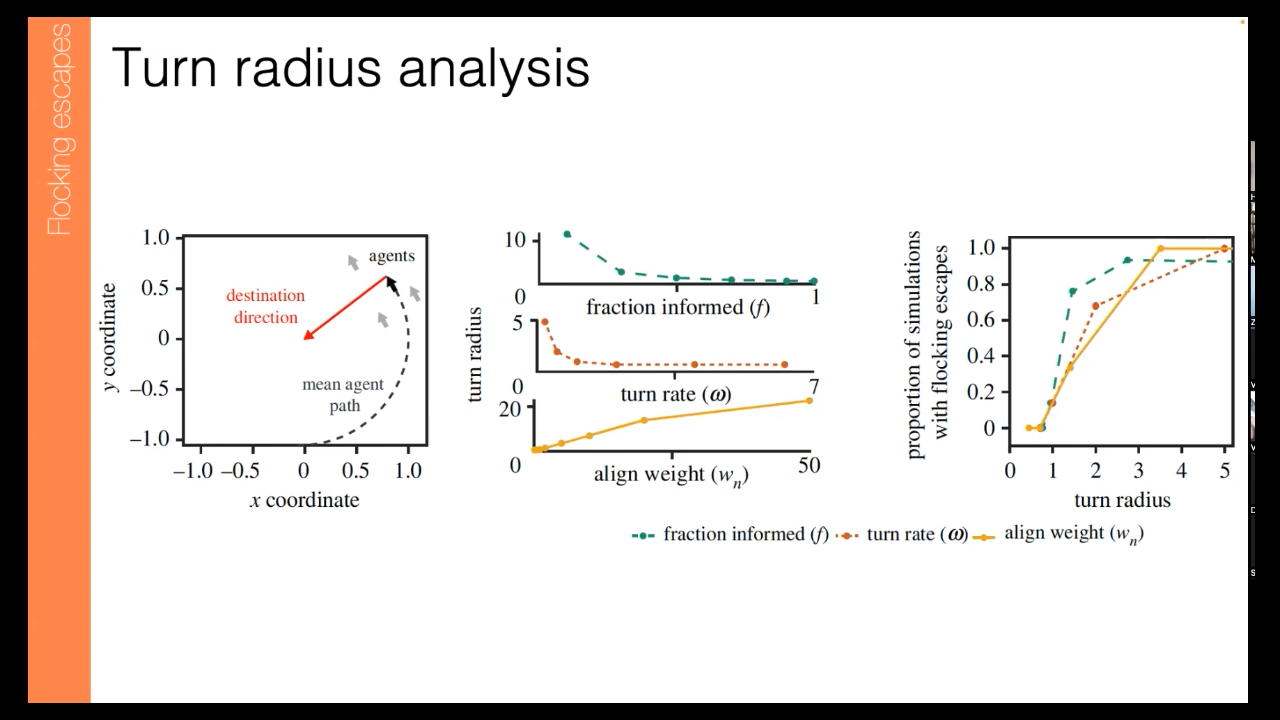 Flocking escapes
Turn radius analysis
1.0
0.5
0
−0.5
−1.0
y coordinate
agents
destination
direction
mean agent
path
−1.0 −0.5 0 0.5 1.0
x coordinate
turn radius
10
0
1
fraction informed (f)
5
0
7
turn rate (ω)
20
0
50
align weight (wn)
proportion of simulations
with flocking escapes
1.0
0.8
0.6
0.4
0.2
0
0 1 2 3 4 5
turn radius
fraction informed (f) turn rate (ω) align weight (wn)